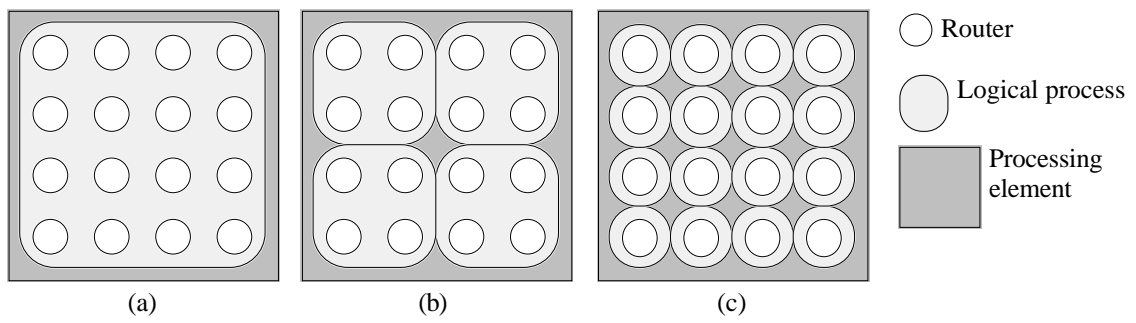 Router
Logical process
Processing
element
(a)
(b)
(c)